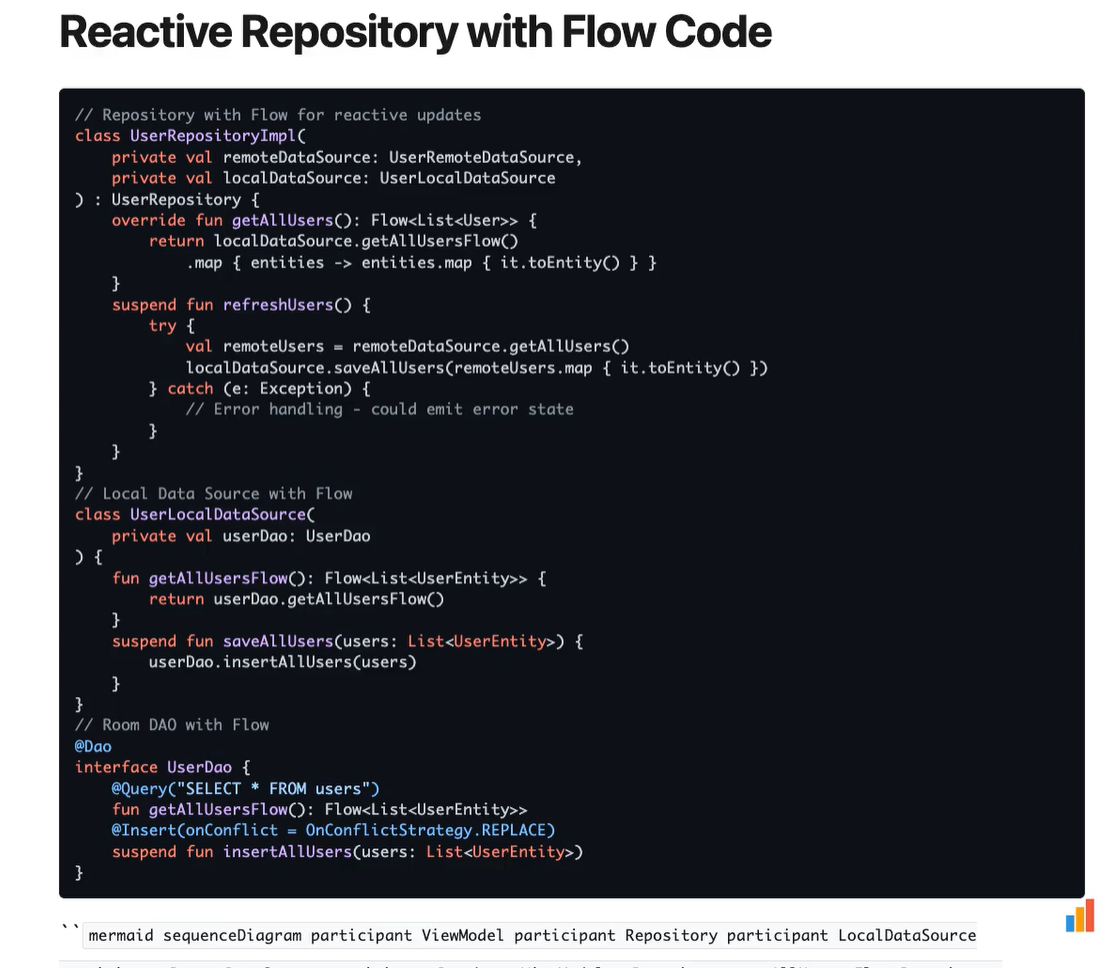 Reactive Repository with Flow Code
// Repository with Flow for reactive updates
class UserRepositoryImpl(
    private val remoteDataSource: UserRemoteDataSource,
    private val localDataSource: UserLocalDataSource
) : UserRepository {
    override fun getAllUsers(): Flow<List<User>> {
        return localDataSource.getAllUsersFlow()
            .map { entities -> entities.map { it.toEntity() } }
    }
    suspend fun refreshUsers() {
        try {
            val remoteUsers = remoteDataSource.getAllUsers()
            localDataSource.saveAllUsers(remoteUsers.map { it.toEntity() })
        } catch (e: Exception) {
            // Error handling - could emit error state
        }
    }
}
// Local Data Source with Flow
class UserLocalDataSource(
    private val userDao: UserDao
) {
    fun getAllUsersFlow(): Flow<List<UserEntity>> {
        return userDao.getAllUsersFlow()
    }
    suspend fun saveAllUsers(users: List<UserEntity>) {
        userDao.insertAllUsers(users)
    }
}
// Room DAO with Flow
@Dao
interface UserDao {
    @Query("SELECT * FROM users")
    fun getAllUsersFlow(): Flow<List<UserEntity>>
    @Insert(onConflict = OnConflictStrategy.REPLACE)
    suspend fun insertAllUsers(users: List<UserEntity>)
}
`` mermaid sequenceDiagram participant ViewModel participant Repository participant LocalDataSource